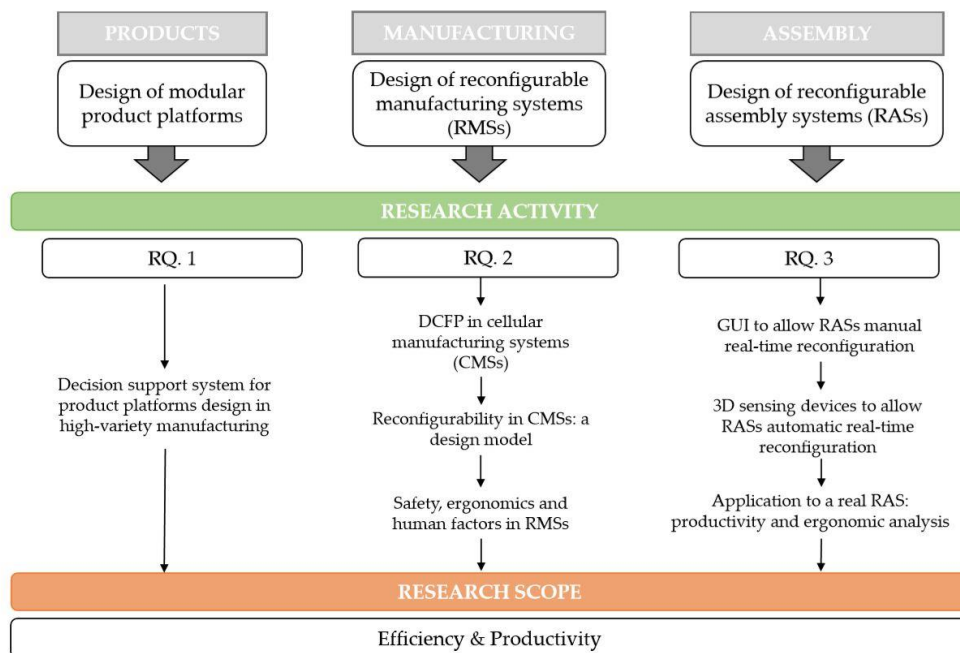 PRODUCTS
MANUFACTURING
ASSEMBLY
Design of modular
product platforms
Design of reconfigurable
manufacturing systems
(RMSs)
Design of reconfigurable
assembly systems (RASs)
RESEARCH ACTIVITY
RQ. 1
RQ. 2
RQ. 3
Decision support system for
product platforms design in
high-variety manufacturing
DCFP in cellular
manufacturing systems
(CMSs)
Reconfigurability in CMSs: a
design model
Safety, ergonomics and
human factors in RMSs
GUI to allow RASs manual
real-time reconfiguration
3D sensing devices to allow
RASs automatic real-time
reconfiguration
Application to a real RAS:
productivity and ergonomic analysis
RESEARCH SCOPE
Efficiency & Productivity